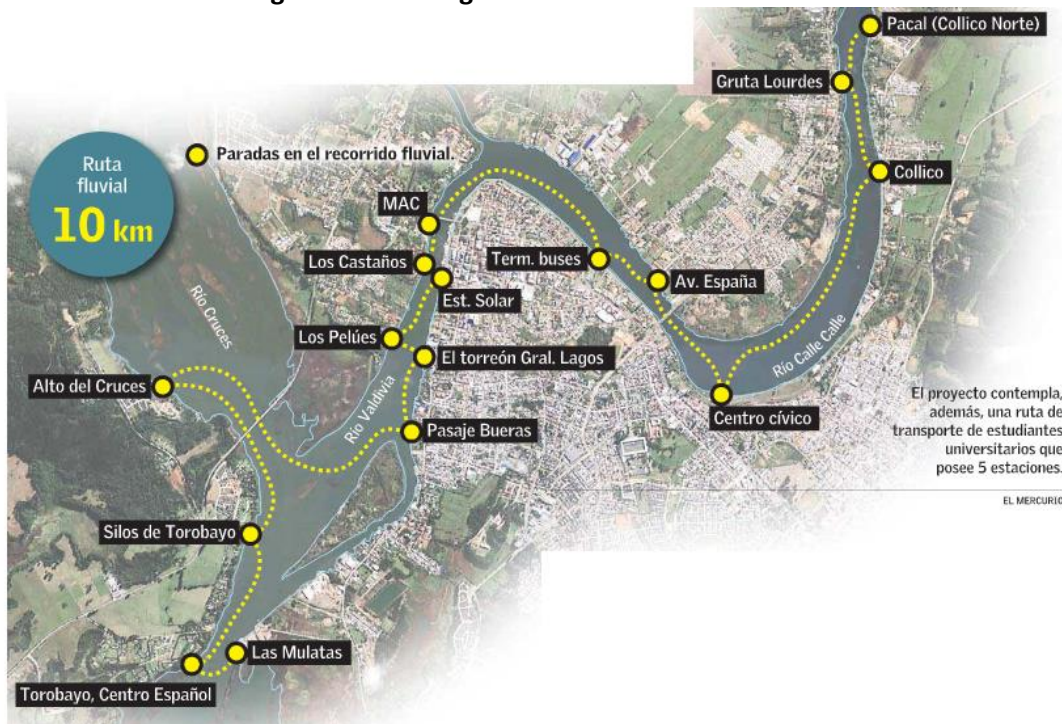 Pacal (Collico Norte)
Gruta Lourdes
Ruta
fluvial
10 km
Paradas en el recorrido fluvial.
Collico
MAC
Los Castaños
Term. buses
Av. España
Est. Solar
Río Cruces
Los Pelúes
El torreón Gral. Lagos
Río Calle Calle
Alto del Cruces
Río Valdivia
Centro cívico
El proyecto contempla,
además, una ruta de
transporte de estudiantes
universitarios que
posee 5 estaciones.
Pasaje Bueras
EL MERCURIO
Silos de Torobayo
Las Mulatas
Torobayo, Centro Español